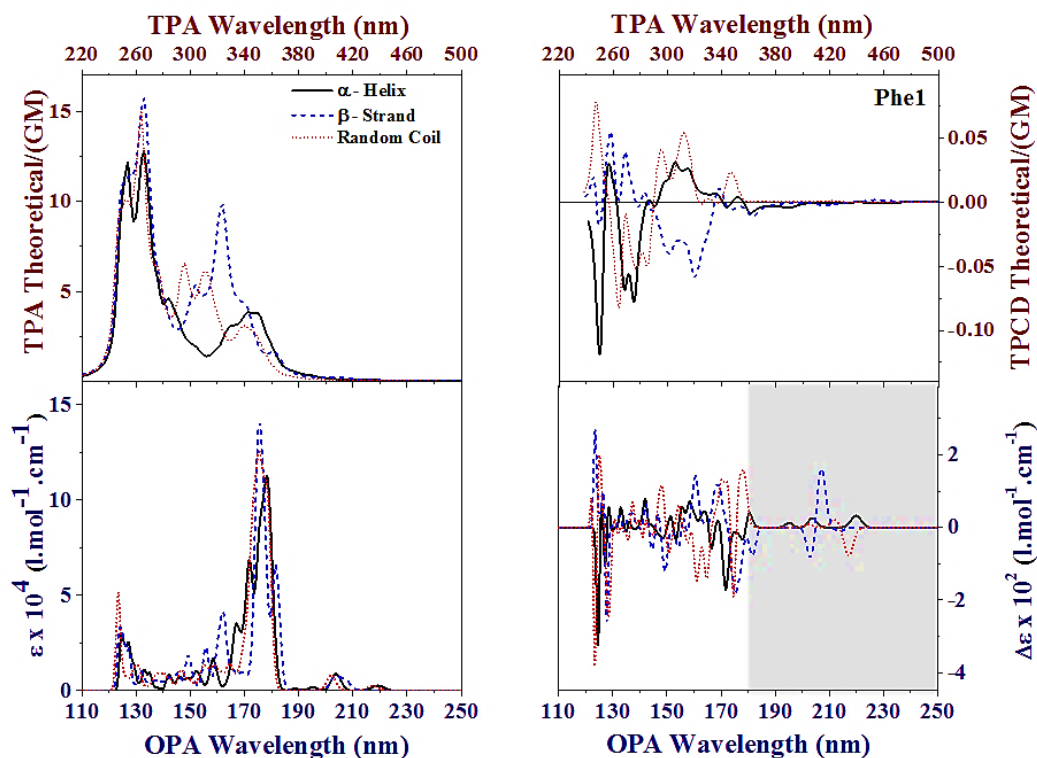 TPA Wavelength (nm)
220 260 300 340 380 420 460 500
15
10
5
TPA Theoretical/(GM)
α - Helix
β - Strand
Random Coil
15
10
5
0
ε x 10⁴ (l.mol⁻¹.cm⁻¹)
110 130 150 170 190 210 230 250
OPA Wavelength (nm)
TPA Wavelength (nm)
220 260 300 340 380 420 460 500
Phe1
0.05
0.00
-0.05
-0.10
TPCD Theoretical/(GM)
2
0
-2
-4
Δε x 10² (l.mol⁻¹.cm⁻¹)
110 130 150 170 190 210 230 250
OPA Wavelength (nm)